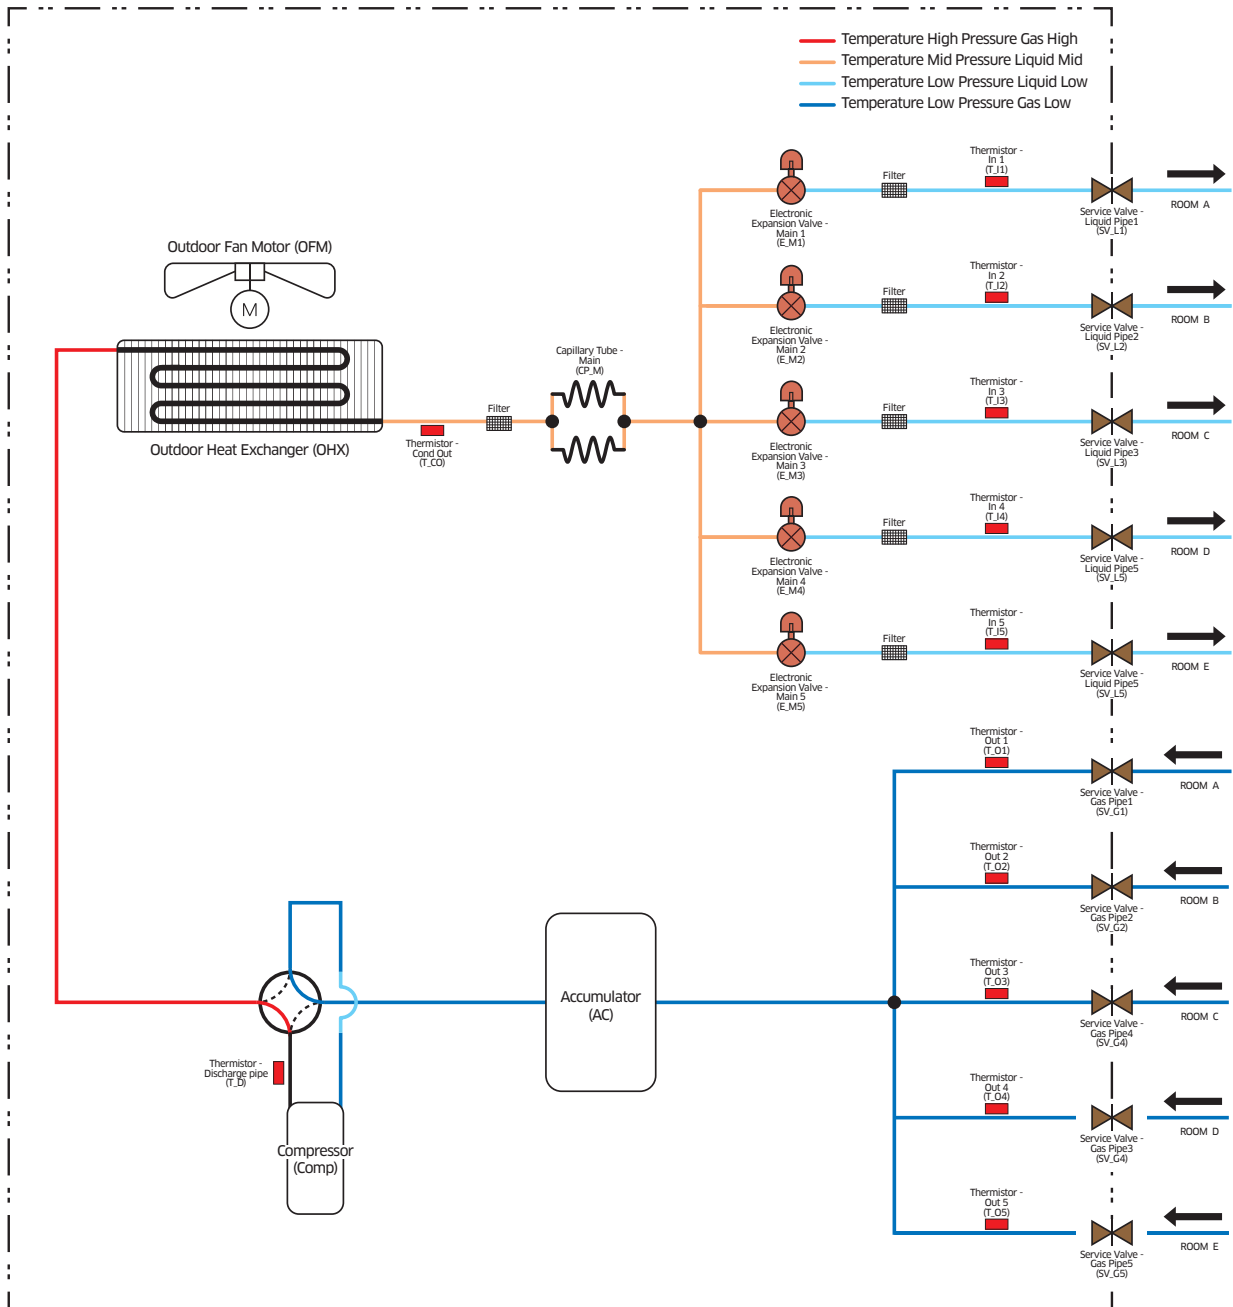 Temperature High Pressure Gas High
Temperature Mid Pressure Liquid Mid
Temperature Low Pressure Liquid Low
Temperature Low Pressure Gas Low
Outdoor Fan Motor (OFM)
M
Outdoor Heat Exchanger (OHX)
Thermistor -
Cond Out
(T_CO)
Filter
Capillary Tube -
Main
(CP_M)
Electronic
Expansion Valve -
Main 1
(E_M1)
Filter
Thermistor -
In 1
(T_I1)
Service Valve -
Liquid Pipe1
(SV_L1)
ROOM A
Electronic
Expansion Valve -
Main 2
(E_M2)
Filter
Thermistor -
In 2
(T_I2)
Service Valve -
Liquid Pipe2
(SV_L2)
ROOM B
Electronic
Expansion Valve -
Main 3
(E_M3)
Filter
Thermistor -
In 3
(T_I3)
Service Valve -
Liquid Pipe3
(SV_L3)
ROOM C
Electronic
Expansion Valve -
Main 4
(E_M4)
Filter
Thermistor -
In 4
(T_I4)
Service Valve -
Liquid Pipe5
(SV_L5)
ROOM D
Electronic
Expansion Valve -
Main 5
(E_M5)
Filter
Thermistor -
In 5
(T_I5)
Service Valve -
Liquid Pipe5
(SV_L5)
ROOM E
Thermistor -
Out 1
(T_O1)
Service Valve -
Gas Pipe1
(SV_G1)
ROOM A
Thermistor -
Out 2
(T_O2)
Service Valve -
Gas Pipe2
(SV_G2)
ROOM B
Thermistor -
Out 3
(T_O3)
Service Valve -
Gas Pipe4
(SV_G4)
ROOM C
Thermistor -
Out 4
(T_O4)
Service Valve -
Gas Pipe3
(SV_G4)
ROOM D
Thermistor -
Out 5
(T_O5)
Service Valve -
Gas Pipe5
(SV_G5)
ROOM E
Accumulator
(AC)
Thermistor -
Discharge pipe
(T_D)
Compressor
(Comp)